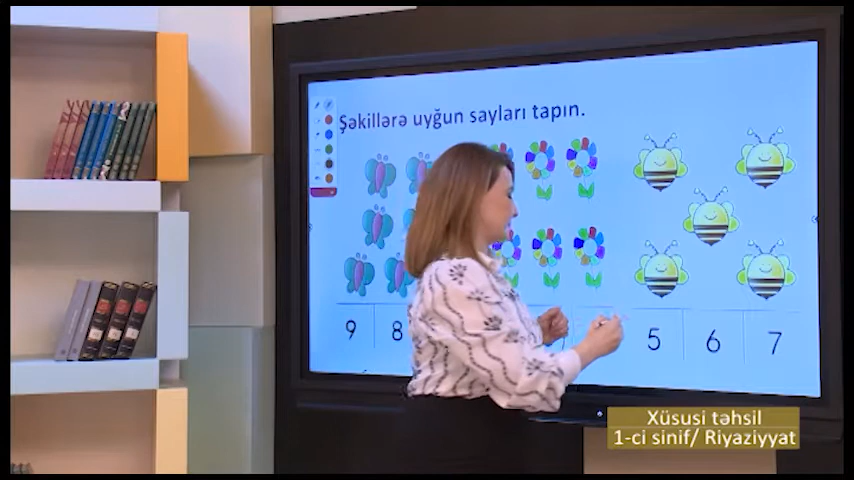 Şəkillərə uyğun sayları tapın.
9 8 5 6 7
Xüsusi təhsil
1-ci sinif/ Riyaziyyat